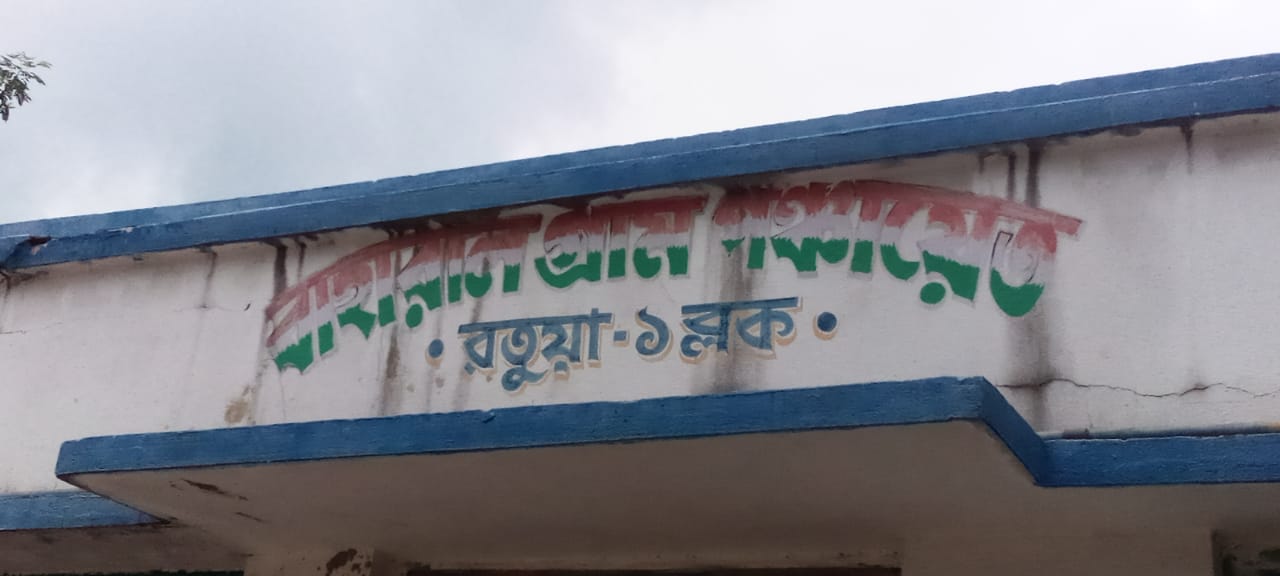 বাহারাল গ্রাম পঞ্চায়েত
• রতুয়া-১ ব্লক •